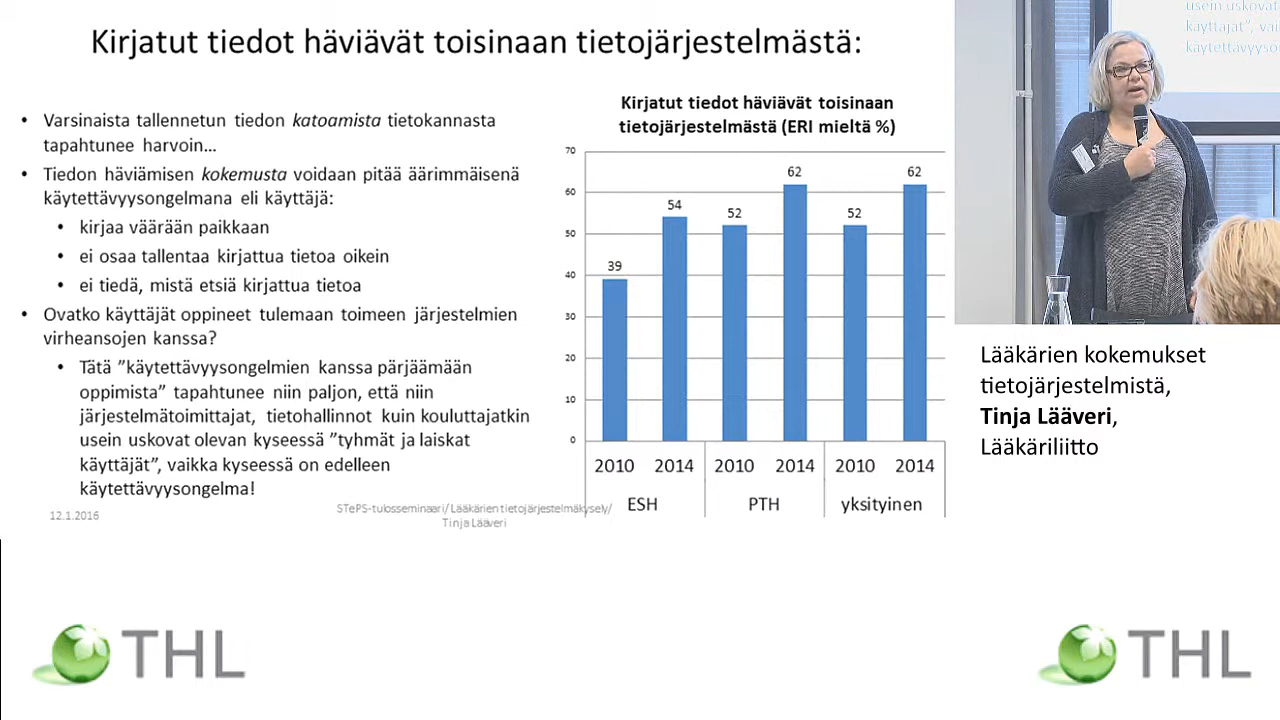 Kirjatut tiedot häviävät toisinaan tietojärjestelmästä:
• Varsinaista tallennetun tiedon katoamista tietokannasta
tapahtunee harvoin...
• Tiedon häviämisen kokemusta voidaan pitää äärimmäisenä
käytettävyysongelmana eli käyttäjä:
• kirjaa väärään paikkaan
• ei osaa tallentaa kirjattua tietoa oikein
• ei tiedä, mistä etsiä kirjattua tietoa
• Ovatko käyttäjät oppineet tulemaan toimeen järjestelmien
virheansojen kanssa?
• Tätä ”käytettävyysongelmien kanssa pärjäämään
oppimista” tapahtunee niin paljon, että niin
järjestelmätoimittajat, tietohallinnot kuin kouluttajatkin
usein uskovat olevan kyseessä ”tyhmät ja laiskat
käyttäjät”, vaikka kyseessä on edelleen
käytettävyysongelma!
12.1.2016
STePS-tulosseminaari/ Lääkärien tietojärjestelmäkysely/
Tinja Lääveri
Kirjatut tiedot häviävät toisinaan
tietojärjestelmästä (ERI mieltä %)
70
60
50
40
30
20
10
0
39
54
52
62
52
62
2010 2014 2010 2014 2010 2014
ESH PTH yksityinen
usein uskovat
käyttäjät”, vai
käytettävyyson
Lääkärien kokemukset
tietojärjestelmistä,
Tinja Lääveri,
Lääkäriliitto
THL
THL